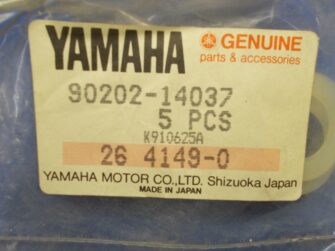 YAMAHA
GENUINE
parts & accessories
90202-14037
5 PCS
K910625A
26 4149-0
YAMAHA MOTOR CO.,LTD. Shizuoka Japan
MADE IN JAPAN